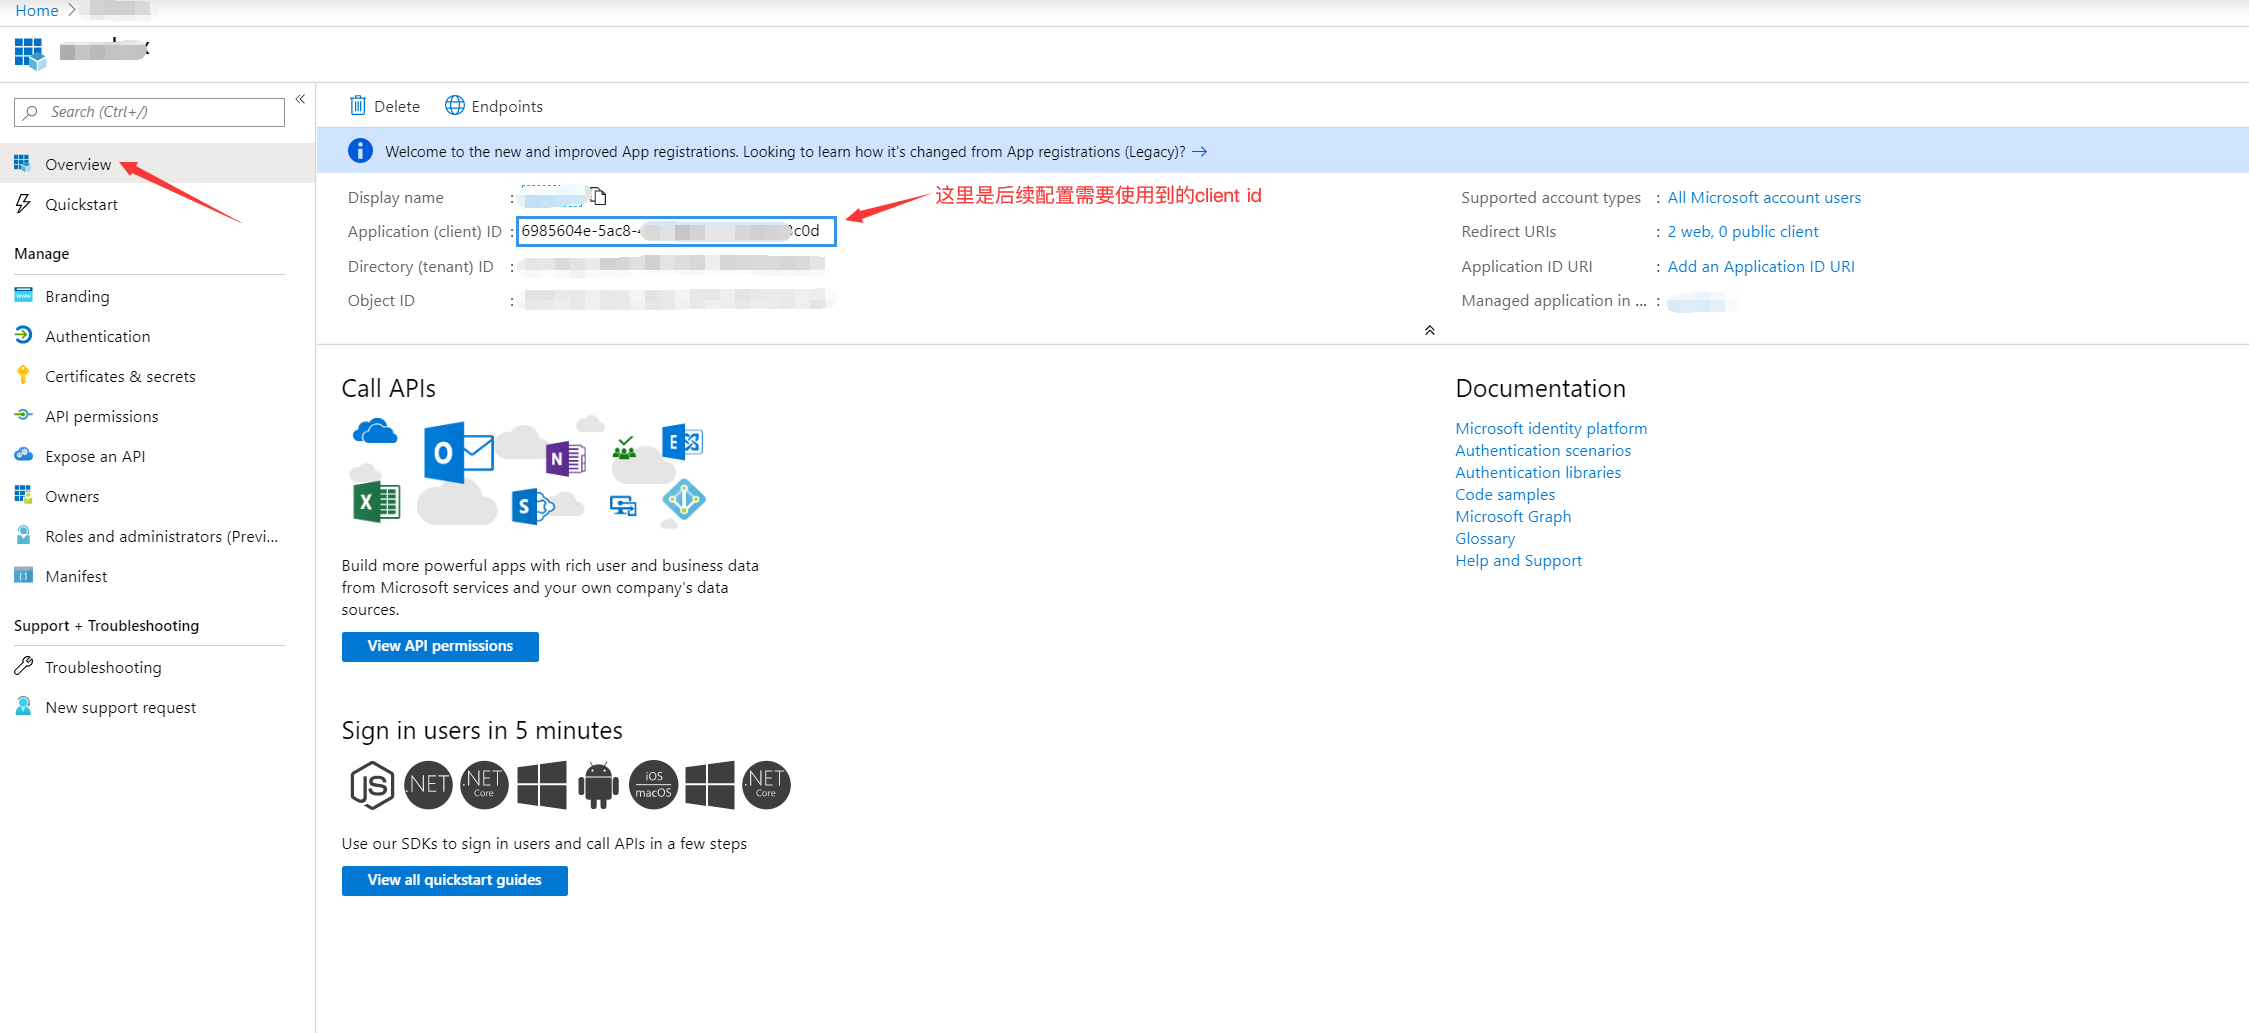 Home
Search (Ctrl+/)
Overview
Quickstart
Manage
Branding
Authentication
Certificates & secrets
API permissions
Expose an API
Owners
Roles and administrators (Previ...
Manifest
Support + Troubleshooting
Troubleshooting
New support request
Delete
Endpoints
Welcome to the new and improved App registrations. Looking to learn how it's changed from App registrations (Legacy)? →
Display name :
Application (client) ID : 6985604e-5ac8- c0d
Directory (tenant) ID :
Object ID :
这里是后续配置需要使用到的client id
Supported account types : All Microsoft account users
Redirect URIs : 2 web, 0 public client
Application ID URI : Add an Application ID URI
Managed application in ... :
Call APIs
O
N
E
X
S
Build more powerful apps with rich user and business data
from Microsoft services and your own company's data
sources.
View API permissions
Sign in users in 5 minutes
JS
.NET
.NET
Core
iOS
macOS
.NET
Core
Use our SDKs to sign in users and call APIs in a few steps
View all quickstart guides
Documentation
Microsoft identity platform
Authentication scenarios
Authentication libraries
Code samples
Microsoft Graph
Glossary
Help and Support